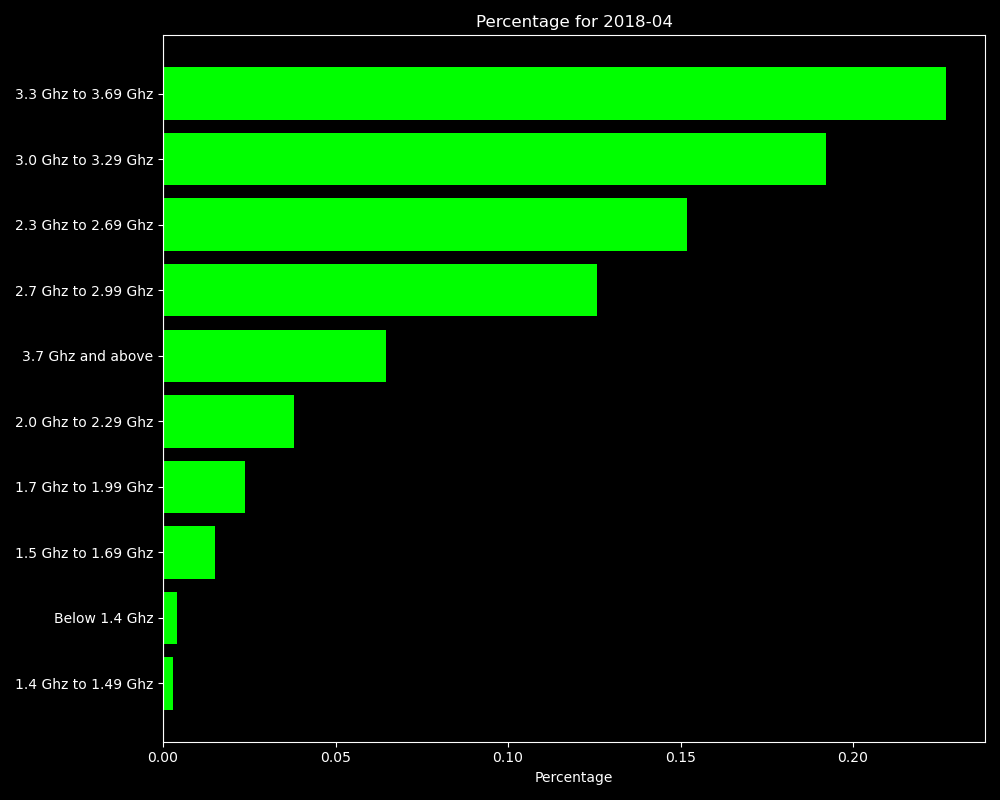 Percentage for 2018-04
3.3 Ghz to 3.69 Ghz
3.0 Ghz to 3.29 Ghz
2.3 Ghz to 2.69 Ghz
2.7 Ghz to 2.99 Ghz
3.7 Ghz and above
2.0 Ghz to 2.29 Ghz
1.7 Ghz to 1.99 Ghz
1.5 Ghz to 1.69 Ghz
Below 1.4 Ghz
1.4 Ghz to 1.49 Ghz
0.00 0.05 0.10 0.15 0.20
Percentage